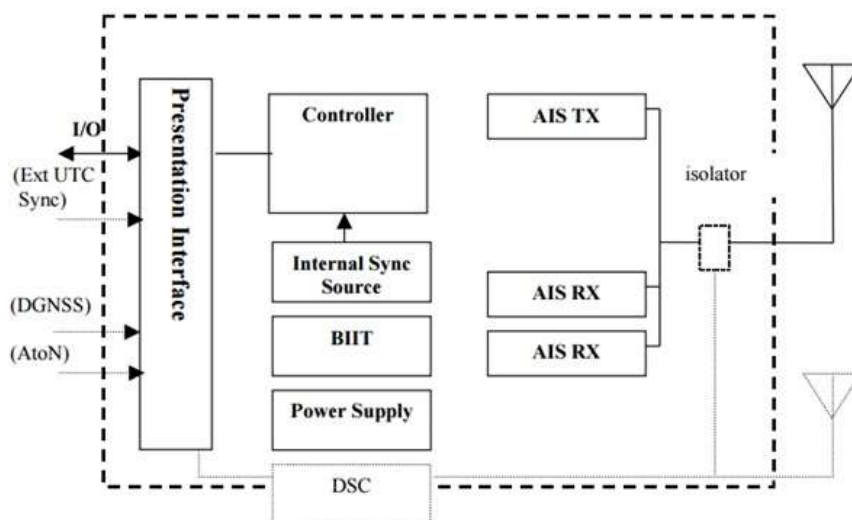 Presentation Interface
I/O
(Ext UTC
Sync)
(DGNSS)
(AtoN)
Controller
Internal Sync
Source
BIIT
Power Supply
DSC
AIS TX
AIS RX
AIS RX
isolator